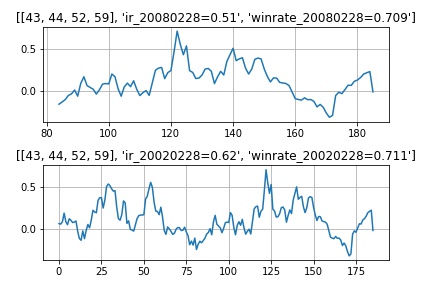 [[43, 44, 52, 59], 'ir_20080228=0.51', 'winrate_20080228=0.709']
0.5
0.0
80 100 120 140 160 180
[[43, 44, 52, 59], 'ir_20020228=0.62', 'winrate_20020228=0.711']
0.5
0.0
0 25 50 75 100 125 150 175